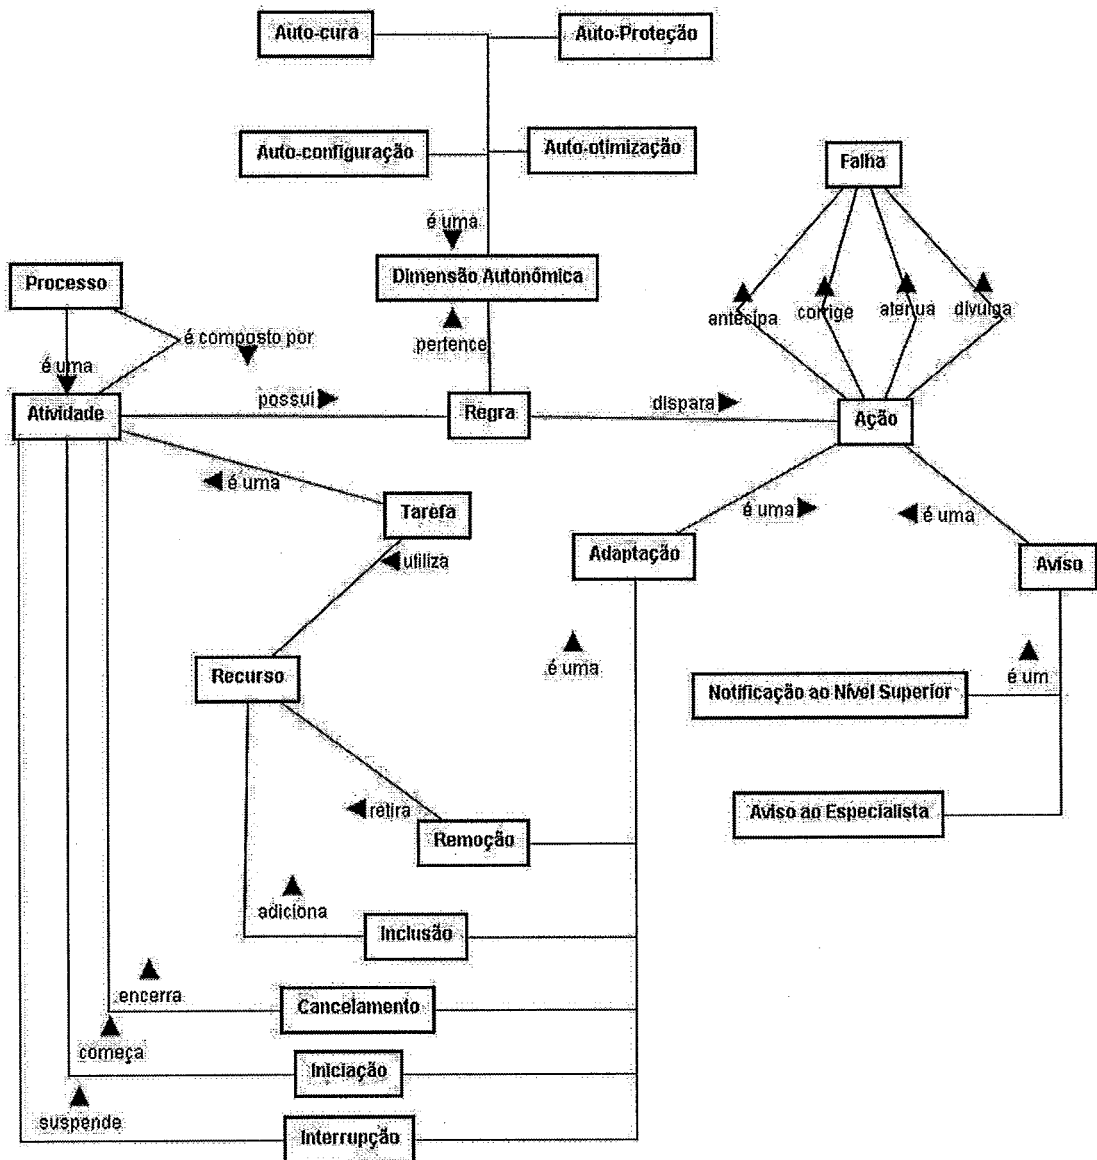 Auto-cura
Auto-Proteção
Auto-configuração
Auto-otimização
Falha
é uma
Processo
Dimensão Autonômica
antecipa
corrige
atenua
divulga
é composto por
pertence
é uma
Atividade
possui
Regra
dispara
Ação
é uma
Tarefa
é uma
é uma
utiliza
Adaptação
Aviso
Recurso
é uma
é um
Notificação ao Nível Superior
retira
Remoção
Aviso ao Especialista
adiciona
Inclusão
encerra
Cancelamento
começa
Iniciação
suspende
Interrupção